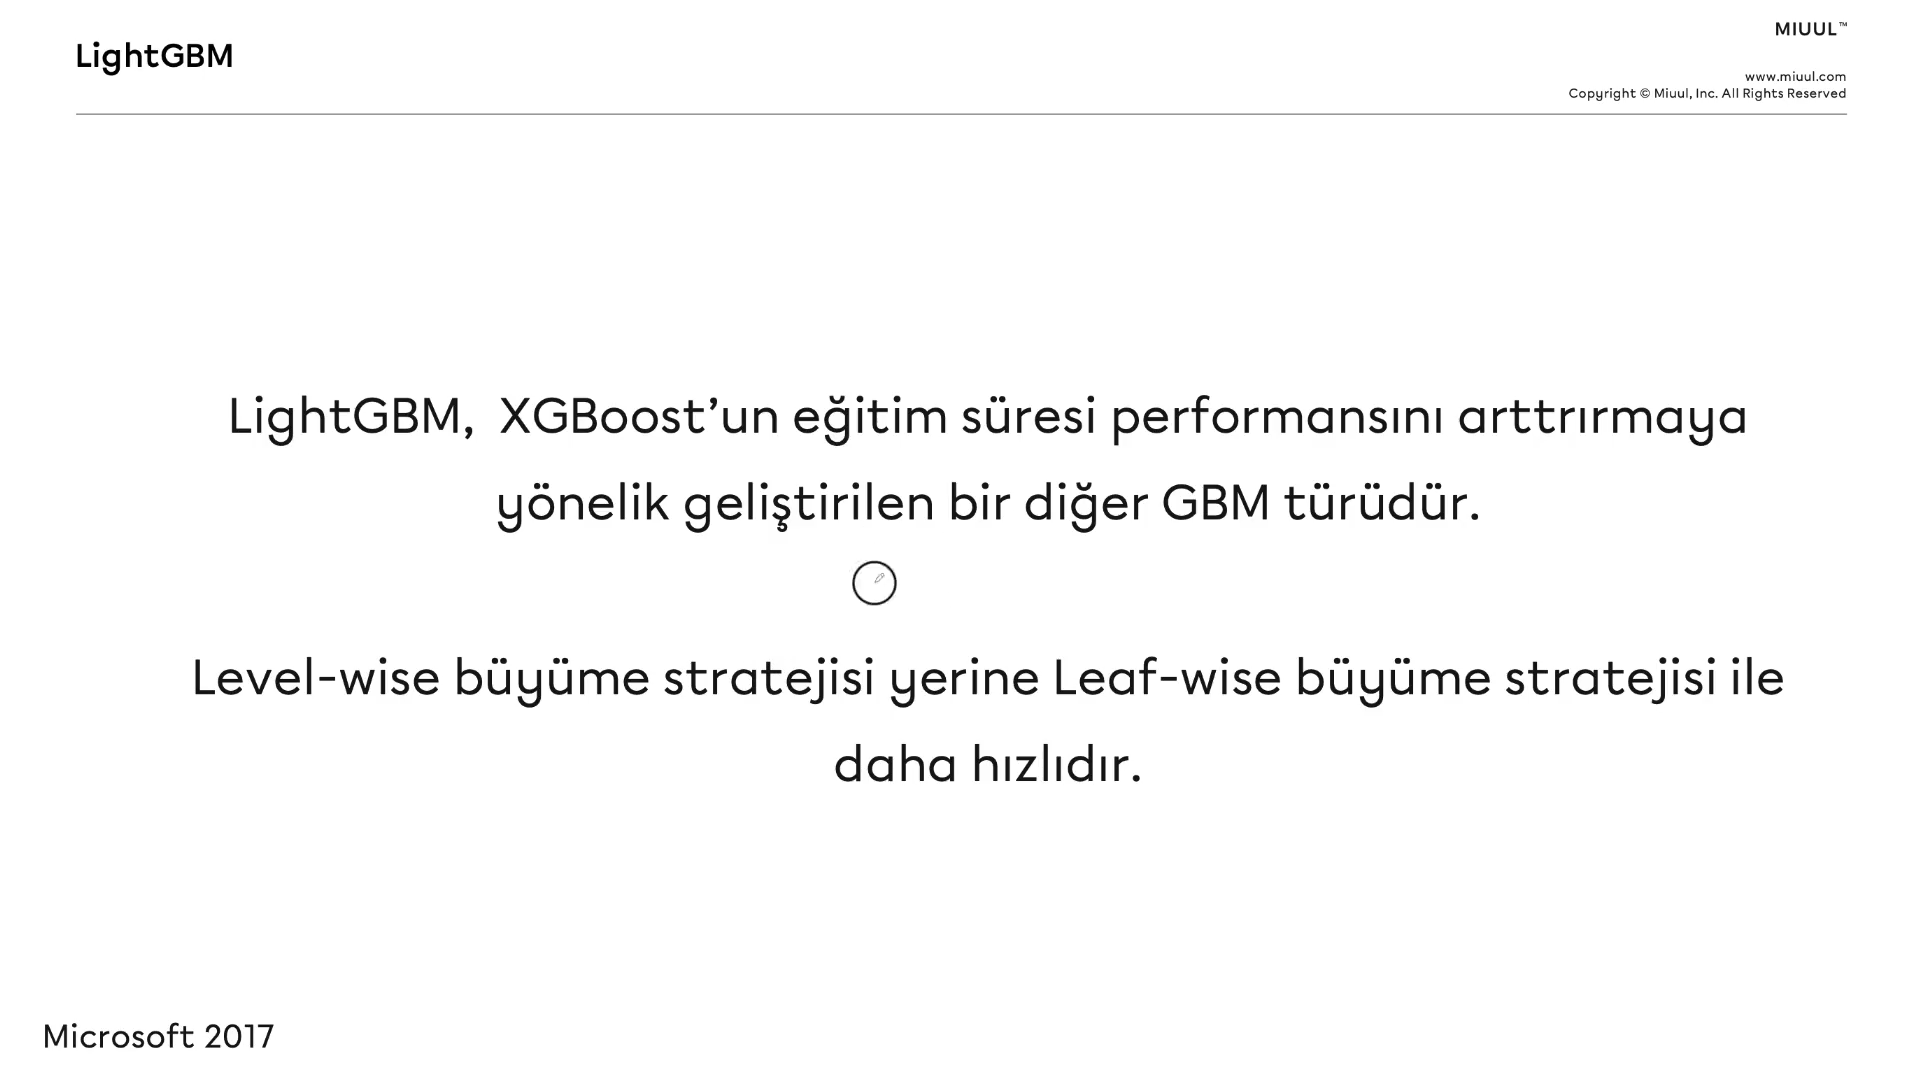 LightGBM
MIUUL™
www.miuul.com
Copyright © Miuul, Inc. All Rights Reserved
LightGBM, XGBoost’un eğitim süresi performansını arttrırmaya
yönelik geliştirilen bir diğer GBM türüdür.
Level-wise büyüme stratejisi yerine Leaf-wise büyüme stratejisi ile
daha hızlıdır.
Microsoft 2017